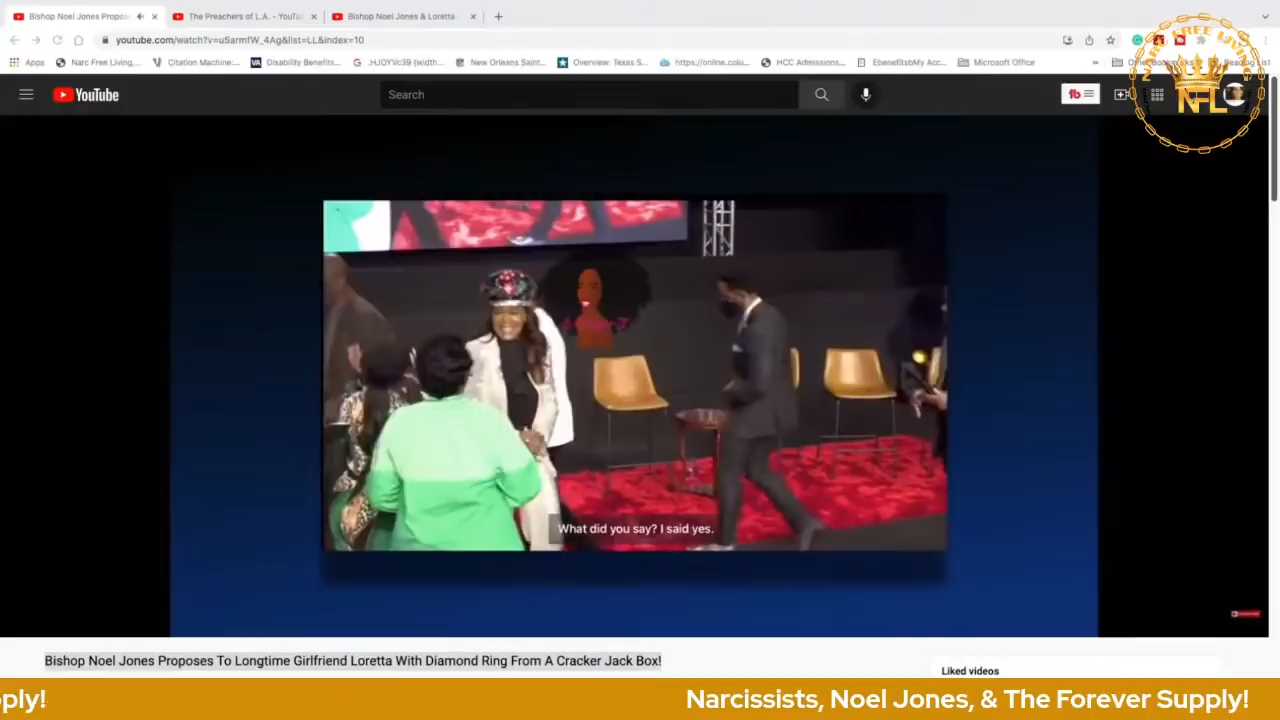 Bishop Noel Jones Propos
The Preachers of L.A. - YouTu
Bishop Noel Jones & Loretta
youtube.com/watch?v=uSarmfW_4Ag&list=LL&index=10
Apps
Narc Free Living,...
Citation Machine:...
Disability Benefits...
.HJOYVc39 {width...
New Orleans Saint...
Overview: Texas S...
https://online.colu...
HCC Admissions,...
EbenefitsbMy Acc...
Microsoft Office
YouTube
Search
NFL
What did you say? I said yes.
Bishop Noel Jones Proposes To Longtime Girlfriend Loretta With Diamond Ring From A Cracker Jack Box!
Liked videos
pply! Narcissists, Noel Jones, & The Forever Supply!